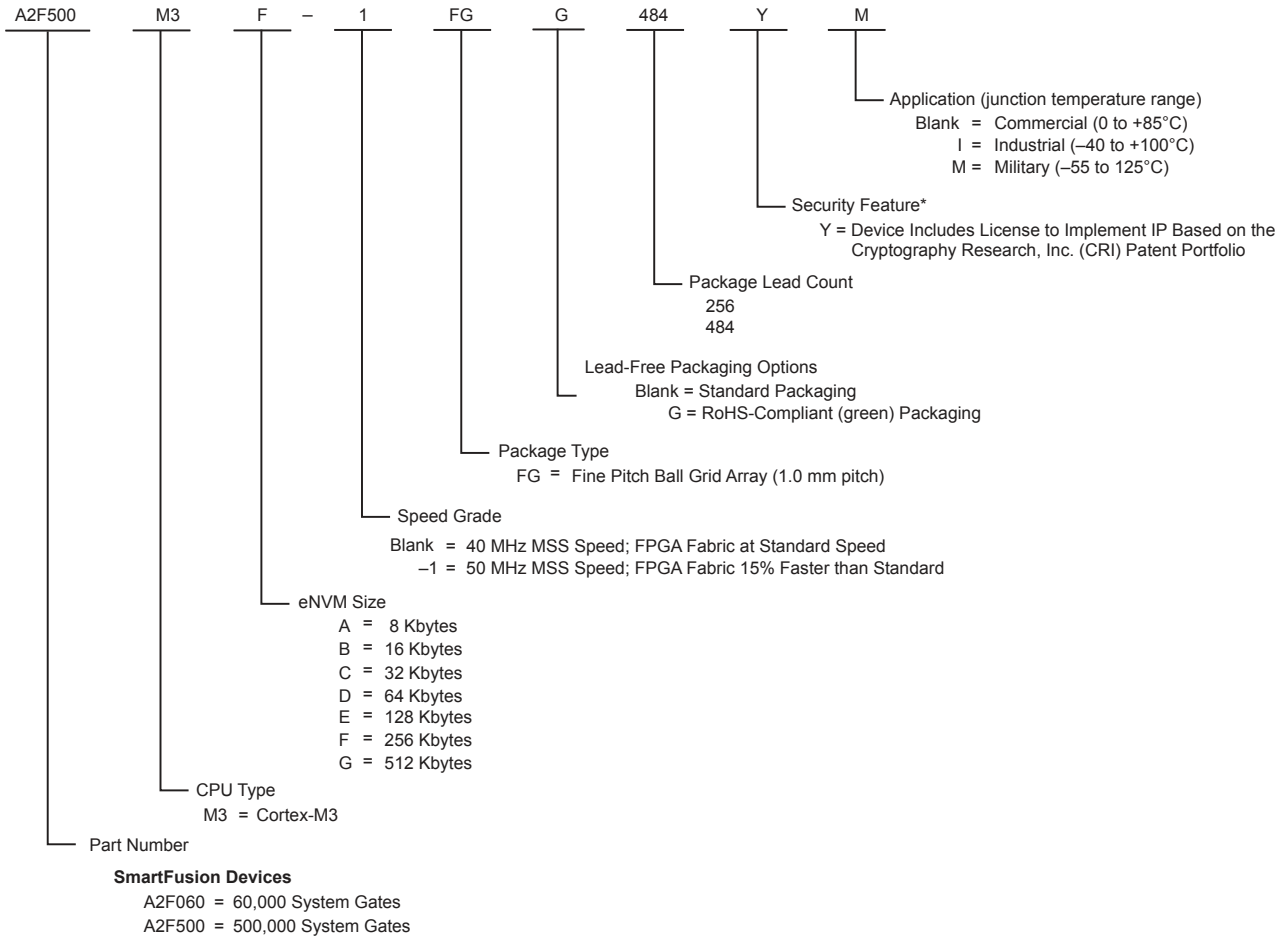 A2F500 M3 F – 1 FG G 484 Y M
Application (junction temperature range)
Blank = Commercial (0 to +85°C)
I = Industrial (–40 to +100°C)
M = Military (–55 to 125°C)
Security Feature*
Y = Device Includes License to Implement IP Based on the
Cryptography Research, Inc. (CRI) Patent Portfolio
Package Lead Count
256
484
Lead-Free Packaging Options
Blank = Standard Packaging
G = RoHS-Compliant (green) Packaging
Package Type
FG = Fine Pitch Ball Grid Array (1.0 mm pitch)
Speed Grade
Blank = 40 MHz MSS Speed; FPGA Fabric at Standard Speed
–1 = 50 MHz MSS Speed; FPGA Fabric 15% Faster than Standard
eNVM Size
A = 8 Kbytes
B = 16 Kbytes
C = 32 Kbytes
D = 64 Kbytes
E = 128 Kbytes
F = 256 Kbytes
G = 512 Kbytes
CPU Type
M3 = Cortex-M3
Part Number
SmartFusion Devices
A2F060 = 60,000 System Gates
A2F500 = 500,000 System Gates